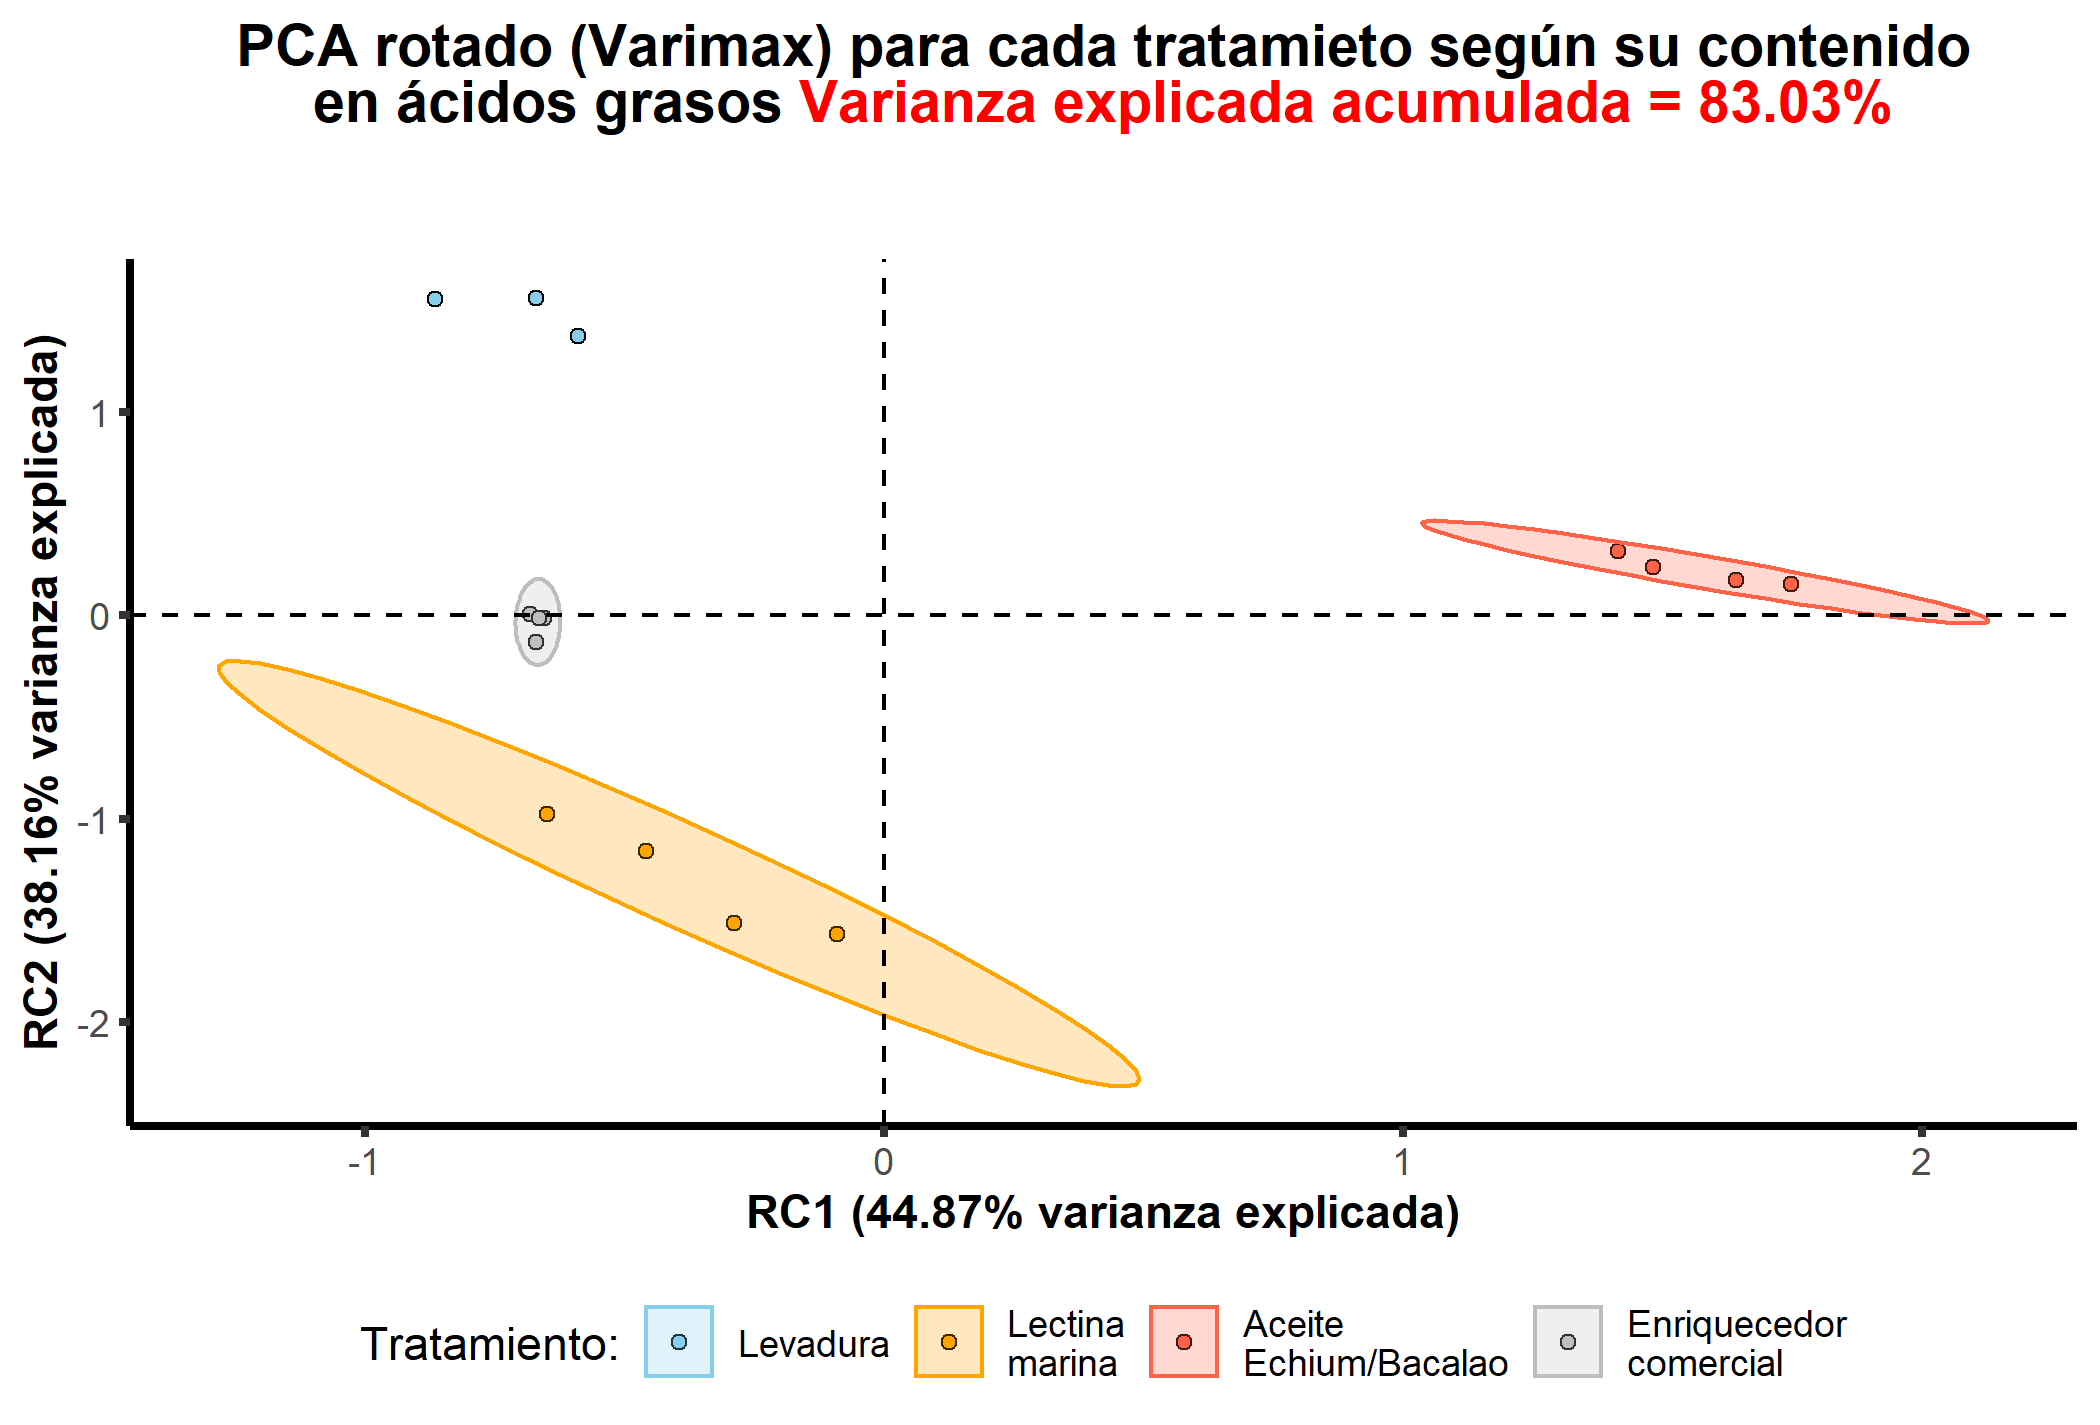 PCA rotado (Varimax) para cada tratamieto según su contenido
en ácidos grasos Varianza explicada acumulada = 83.03%
RC2 (38.16% varianza explicada)
1
0
-1
-2
-1
0
1
2
RC1 (44.87% varianza explicada)
Tratamiento:
Levadura
Lectina
marina
Aceite
Echium/Bacalao
Enriquecedor
comercial